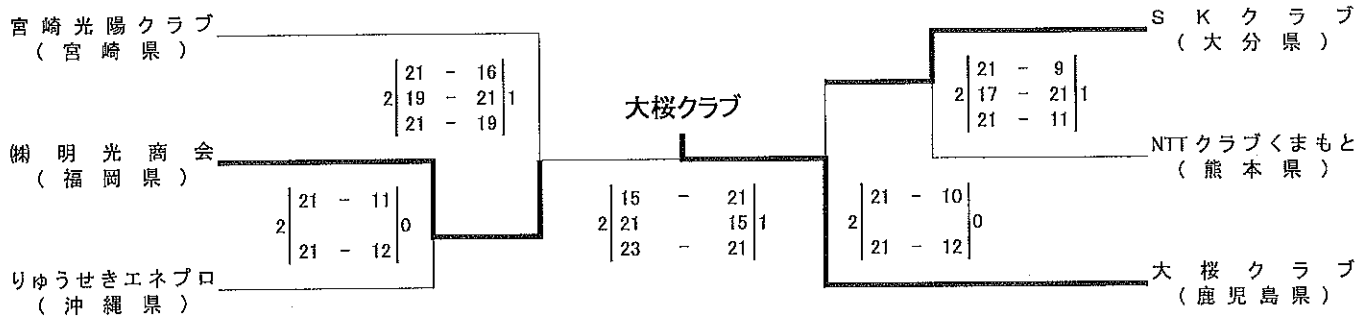 宮崎光陽クラブ
(宮崎県)
2 21 - 16 1
19 - 21
21 - 19
㈱明光商会
(福岡県)
2 21 - 11 0
21 - 12
りゅうせきエネプロ
(沖縄県)
大桜クラブ
2 15 - 21 1
21 15
23 - 21
SKクラブ
(大分県)
2 21 - 9 1
17 - 21
21 - 11
NTTクラブくまもと
(熊本県)
2 21 - 10 0
21 - 12
大桜クラブ
(鹿児島県)